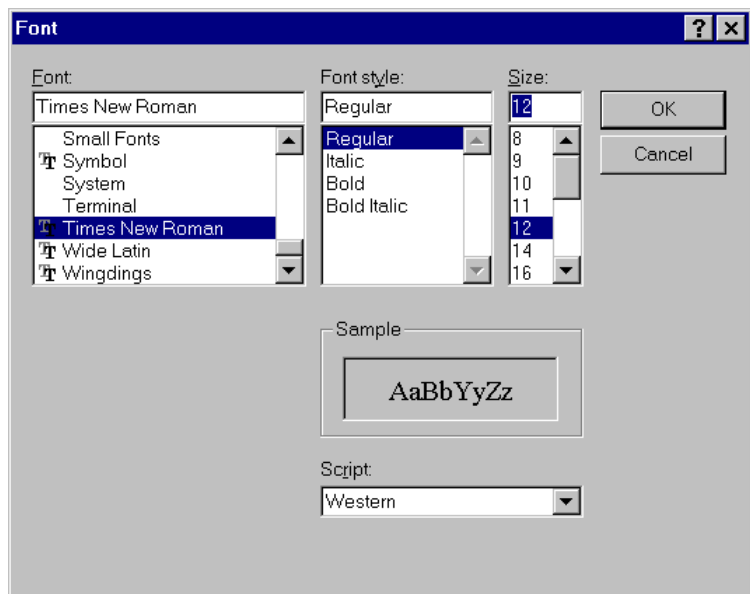 Font
Font: Font style: Size:
Times New Roman Regular 12 OK
Small Fonts Regular 8
Symbol Italic 9 Cancel
System Bold 10
Terminal Bold Italic 11
Times New Roman 12
Wide Latin 14
Wingdings 16
Sample
AaBbYyZz
Script:
Western